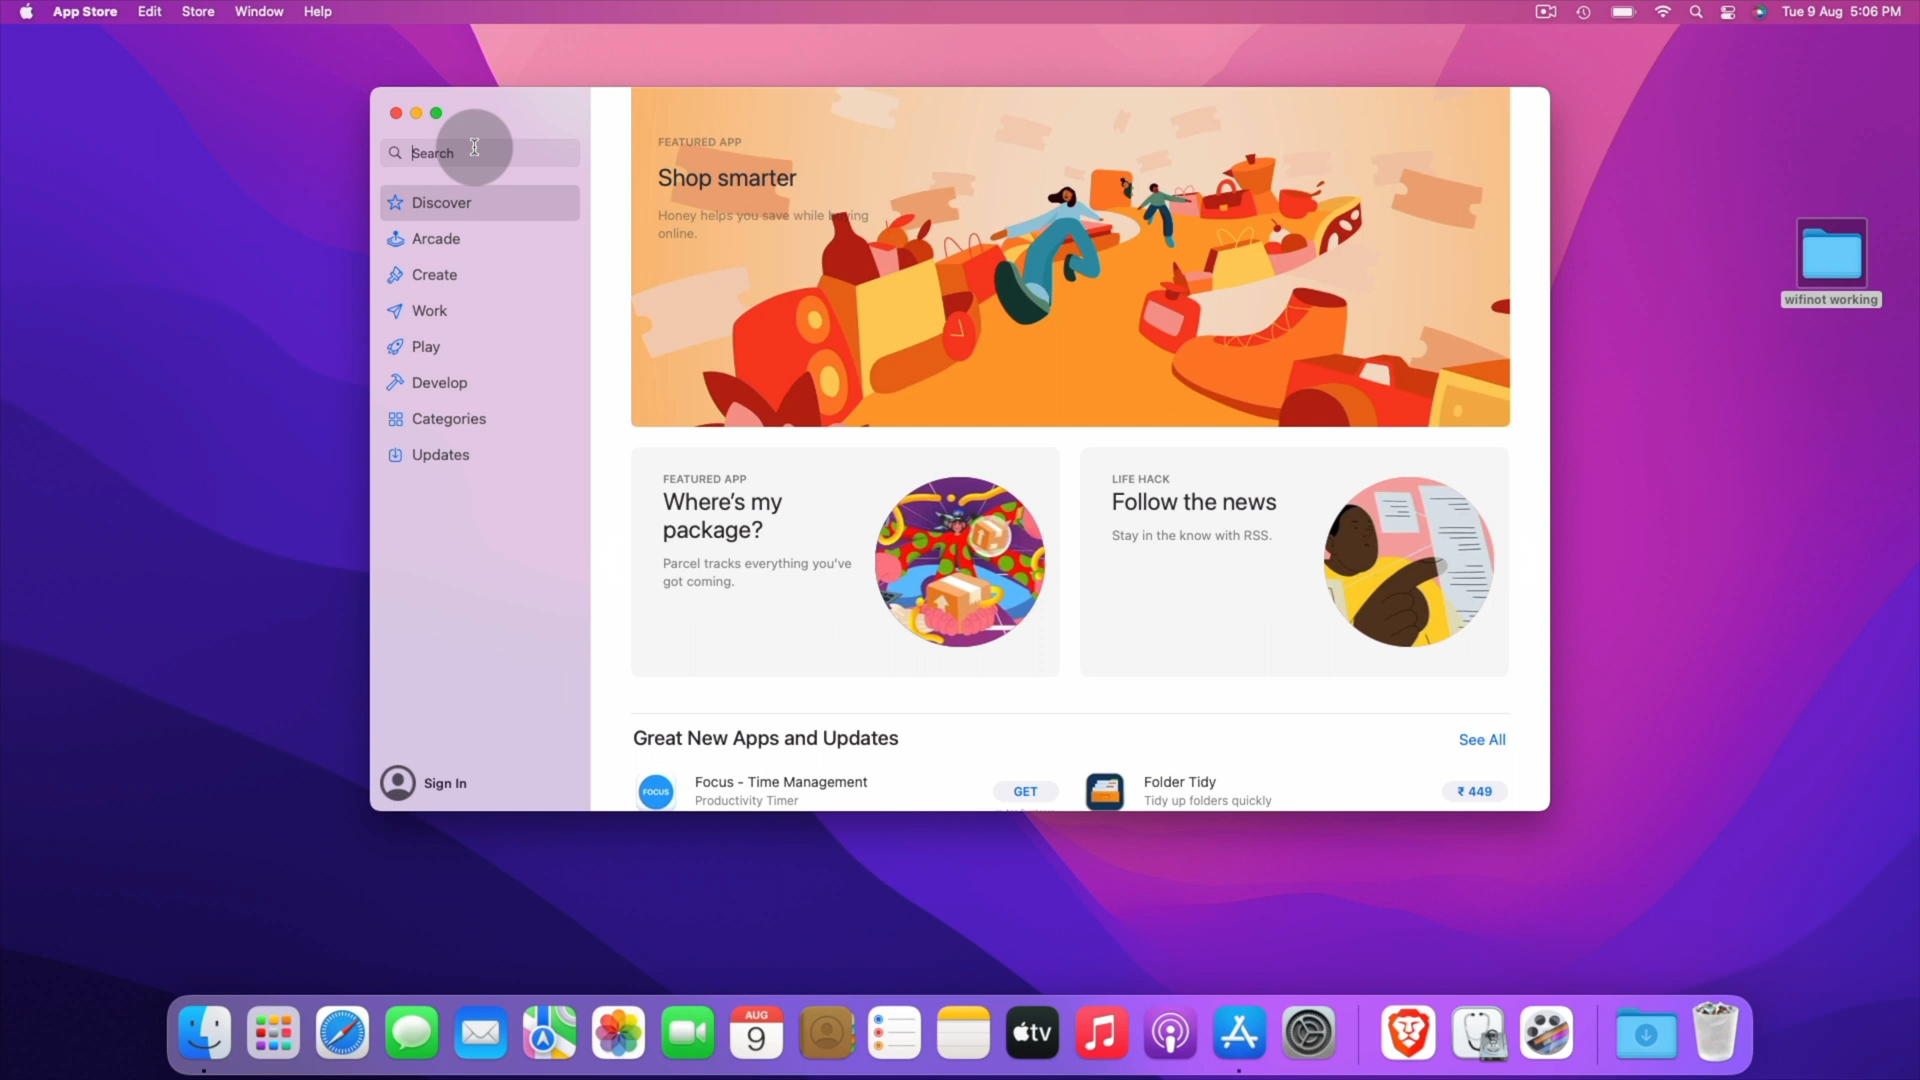 App Store Edit Store Window Help Tue 9 Aug 5:06 PM
Search
Discover
Arcade
Create
Work
Play
Develop
Categories
Updates
Sign In
FEATURED APP
Shop smarter
Honey helps you save while buying
online.
FEATURED APP
Where's my
package?
Parcel tracks everything you've
got coming.
LIFE HACK
Follow the news
Stay in the know with RSS.
Great New Apps and Updates
See All
FOCUS
Focus - Time Management
Productivity Timer
GET
Folder Tidy
Tidy up folders quickly
₹ 449
wifinot working
AUG
9
tv